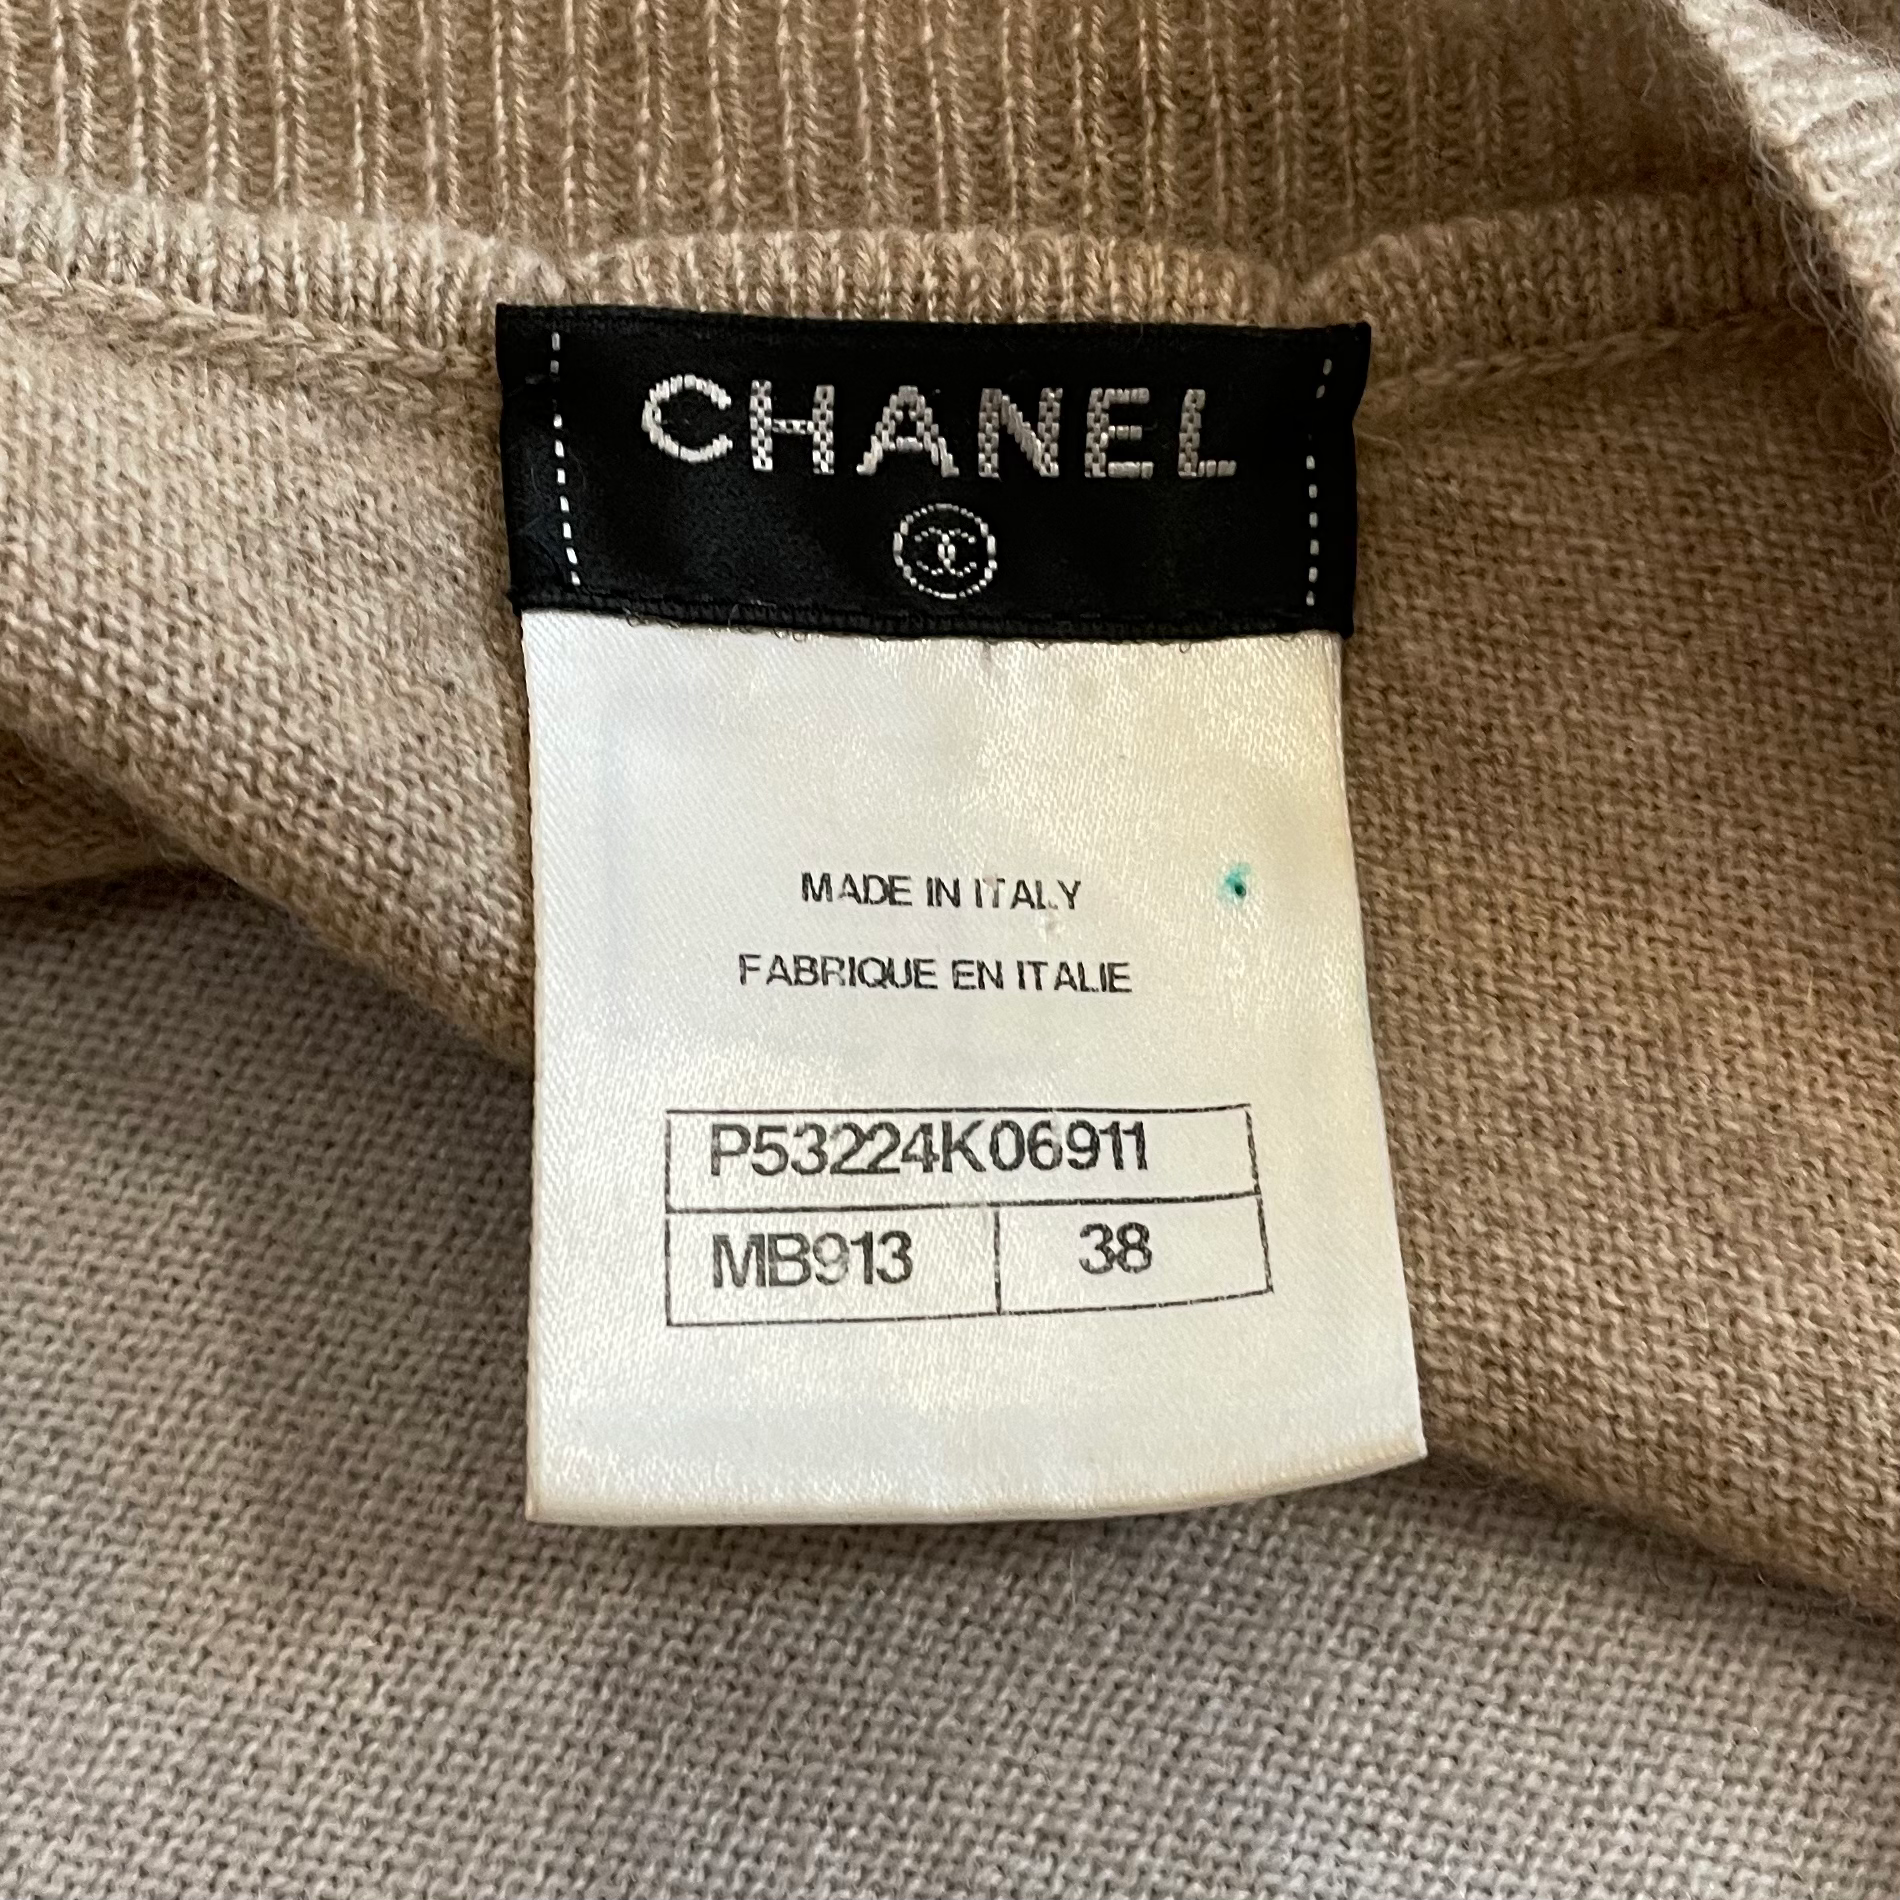 CHANEL
MADE IN ITALY
FABRIQUE EN ITALIE
P53224K06911
MB913 38